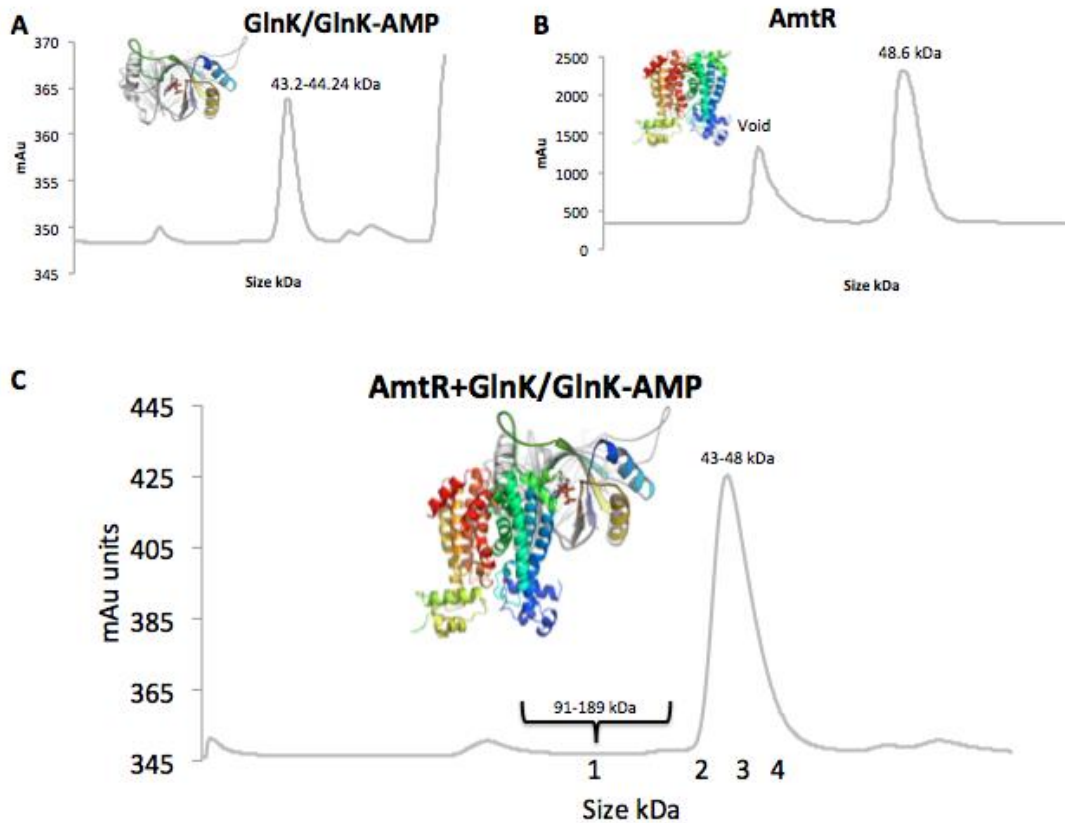 A
GlnK/GlnK-AMP
370
365
360
355
350
345
mAu
43.2-44.24 kDa
Size kDa
B
AmtR
2500
2000
1500
1000
500
0
mAu
Void
48.6 kDa
Size kDa
C
AmtR+GlnK/GlnK-AMP
445
425
405
385
365
345
mAu units
43-48 kDa
91-189 kDa
1 2 3 4
Size kDa